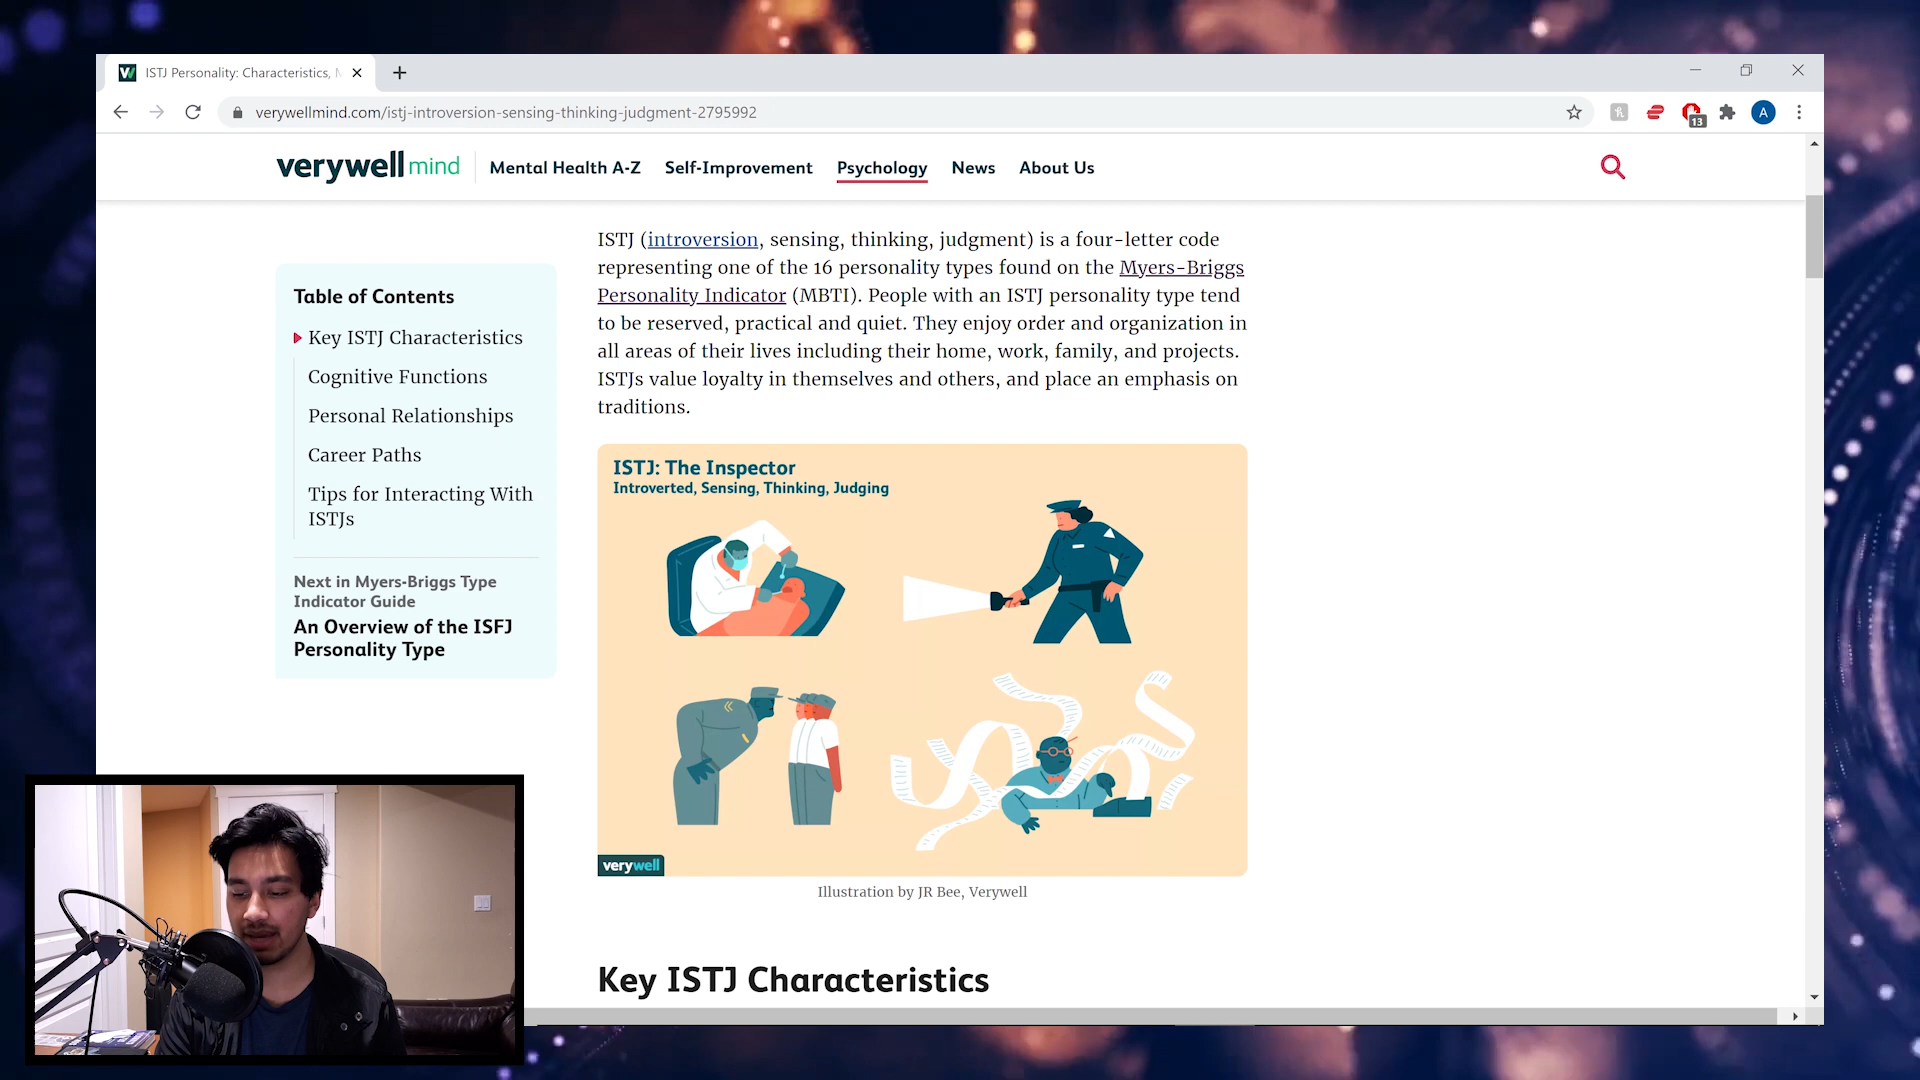 ISTJ Personality: Characteristics,
verywellmind.com/istj-introversion-sensing-thinking-judgment-2795992
13
A
verywell mind
Mental Health A-Z
Self-Improvement
Psychology
News
About Us
Table of Contents
Key ISTJ Characteristics
Cognitive Functions
Personal Relationships
Career Paths
Tips for Interacting With
ISTJs
Next in Myers-Briggs Type
Indicator Guide
An Overview of the ISFJ
Personality Type
ISTJ (introversion, sensing, thinking, judgment) is a four-letter code
representing one of the 16 personality types found on the Myers-Briggs
Personality Indicator (MBTI). People with an ISTJ personality type tend
to be reserved, practical and quiet. They enjoy order and organization in
all areas of their lives including their home, work, family, and projects.
ISTJs value loyalty in themselves and others, and place an emphasis on
traditions.
ISTJ: The Inspector
Introverted, Sensing, Thinking, Judging
verywell
Illustration by JR Bee, Verywell
Key ISTJ Characteristics